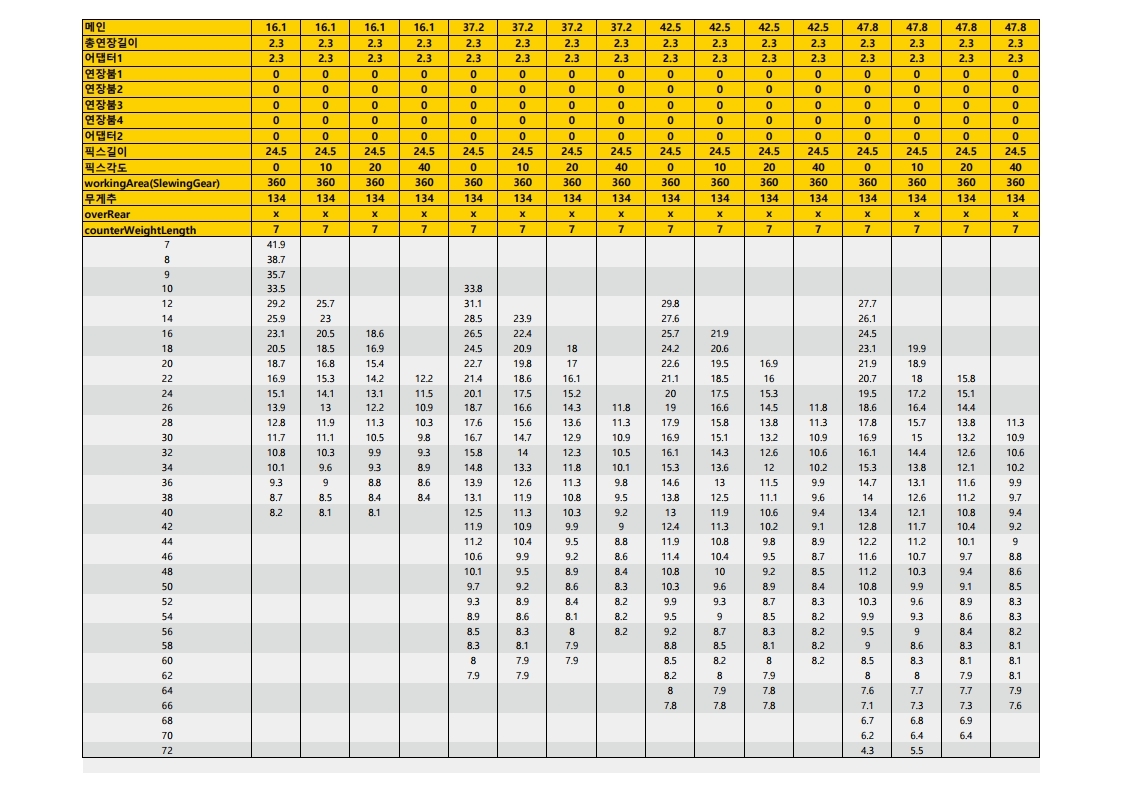 메인 16.1 16.1 16.1 16.1 37.2 37.2 37.2 37.2 42.5 42.5 42.5 42.5 47.8 47.8 47.8 47.8
총연장길이 2.3 2.3 2.3 2.3 2.3 2.3 2.3 2.3 2.3 2.3 2.3 2.3 2.3 2.3 2.3 2.3
어댑터1 2.3 2.3 2.3 2.3 2.3 2.3 2.3 2.3 2.3 2.3 2.3 2.3 2.3 2.3 2.3 2.3
연장붐1 0 0 0 0 0 0 0 0 0 0 0 0 0 0 0 0
연장붐2 0 0 0 0 0 0 0 0 0 0 0 0 0 0 0 0
연장붐3 0 0 0 0 0 0 0 0 0 0 0 0 0 0 0 0
연장붐4 0 0 0 0 0 0 0 0 0 0 0 0 0 0 0 0
어댑터2 0 0 0 0 0 0 0 0 0 0 0 0 0 0 0 0
픽스길이 24.5 24.5 24.5 24.5 24.5 24.5 24.5 24.5 24.5 24.5 24.5 24.5 24.5 24.5 24.5 24.5
픽스각도 0 10 20 40 0 10 20 40 0 10 20 40 0 10 20 40
workingArea(SlewingGear) 360 360 360 360 360 360 360 360 360 360 360 360 360 360 360 360
무게추 134 134 134 134 134 134 134 134 134 134 134 134 134 134 134 134
overRear x x x x x x x x x x x x x x x x
counterWeightLength 7 7 7 7 7 7 7 7 7 7 7 7 7 7 7 7
7 41.9
8 38.7
9 35.7
10 33.5 33.8
12 29.2 25.7 31.1 29.8 27.7
14 25.9 23 28.5 23.9 27.6 26.1
16 23.1 20.5 18.6 26.5 22.4 25.7 21.9 24.5
18 20.5 18.5 16.9 24.5 20.9 18 24.2 20.6 23.1 19.9
20 18.7 16.8 15.4 22.7 19.8 17 22.6 19.5 16.9 21.9 18.9
22 16.9 15.3 14.2 12.2 21.4 18.6 16.1 21.1 18.5 16 20.7 18 15.8
24 15.1 14.1 13.1 11.5 20.1 17.5 15.2 20 17.5 15.3 19.5 17.2 15.1
26 13.9 13 12.2 10.9 18.7 16.6 14.3 11.8 19 16.6 14.5 11.8 18.6 16.4 14.4
28 12.8 11.9 11.3 10.3 17.6 15.6 13.6 11.3 17.9 15.8 13.8 11.3 17.8 15.7 13.8 11.3
30 11.7 11.1 10.5 9.8 16.7 14.7 12.9 10.9 16.9 15.1 13.2 10.9 16.9 15 13.2 10.9
32 10.8 10.3 9.9 9.3 15.8 14 12.3 10.5 16.1 14.3 12.6 10.6 16.1 14.4 12.6 10.6
34 10.1 9.6 9.3 8.9 14.8 13.3 11.8 10.1 15.3 13.6 12 10.2 15.3 13.8 12.1 10.2
36 9.3 9 8.8 8.6 13.9 12.6 11.3 9.8 14.6 13 11.5 9.9 14.7 13.1 11.6 9.9
38 8.7 8.5 8.4 8.4 13.1 11.9 10.8 9.5 13.8 12.5 11.1 9.6 14 12.6 11.2 9.7
40 8.2 8.1 8.1 12.5 11.3 10.3 9.2 13 11.9 10.6 9.4 13.4 12.1 10.8 9.4
42 11.9 10.9 9.9 9 12.4 11.3 10.2 9.1 12.8 11.7 10.4 9.2
44 11.2 10.4 9.5 8.8 11.9 10.8 9.8 8.9 12.2 11.2 10.1 9
46 10.6 9.9 9.2 8.6 11.4 10.4 9.5 8.7 11.6 10.7 9.7 8.8
48 10.1 9.5 8.9 8.4 10.8 10 9.2 8.5 11.2 10.3 9.4 8.6
50 9.7 9.2 8.6 8.3 10.3 9.6 8.9 8.4 10.8 9.9 9.1 8.5
52 9.3 8.9 8.4 8.2 9.9 9.3 8.7 8.3 10.3 9.6 8.9 8.3
54 8.9 8.6 8.1 8.2 9.5 9 8.5 8.2 9.9 9.3 8.6 8.3
56 8.5 8.3 8 8.2 9.2 8.7 8.3 8.2 9.5 9 8.4 8.2
58 8.3 8.1 7.9 8.8 8.5 8.1 8.2 9 8.6 8.3 8.1
60 8 7.9 7.9 8.5 8.2 8 8.2 8.5 8.3 8.1 8.1
62 7.9 7.9 8.2 8 7.9 8 8 7.9 8.1
64 8 7.9 7.8 7.6 7.7 7.7 7.9
66 7.8 7.8 7.8 7.1 7.3 7.3 7.6
68 6.7 6.8 6.9
70 6.2 6.4 6.4
72 4.3 5.5